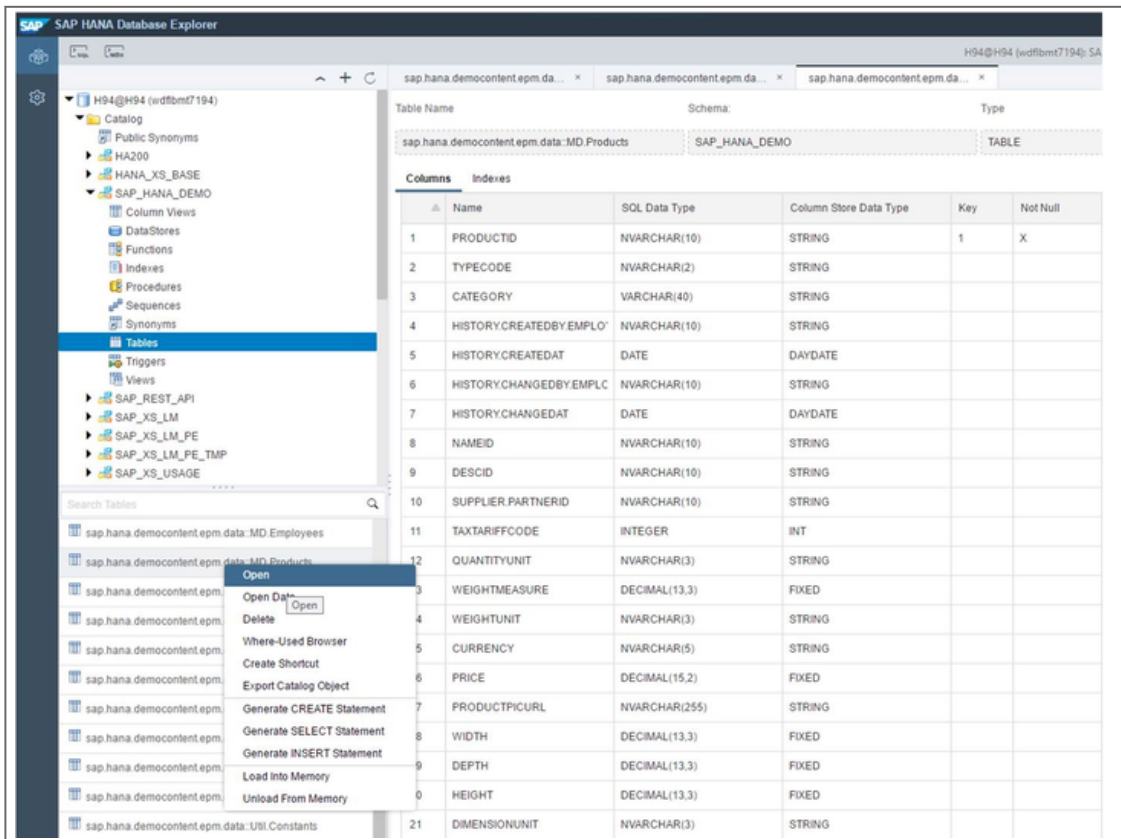 SAP SAP HANA Database Explorer
H94@H94 (wdflbmt7194): SA
H94@H94 (wdflbmt7194)
Catalog
Public Synonyms
HA200
HANA_XS_BASE
SAP_HANA_DEMO
Column Views
DataStores
Functions
Indexes
Procedures
Sequences
Synonyms
Tables
Triggers
Views
SAP_REST_API
SAP_XS_LM
SAP_XS_LM_PE
SAP_XS_LM_PE_TMP
SAP_XS_USAGE
Search Tables
sap.hana.democontent.epm.data::MD.Employees
sap.hana.democontent.epm.data::MD.Products
sap.hana.democontent.epm.
sap.hana.democontent.epm.
sap.hana.democontent.epm.
sap.hana.democontent.epm.
sap.hana.democontent.epm.
sap.hana.democontent.epm.
sap.hana.democontent.epm.
sap.hana.democontent.epm.
sap.hana.democontent.epm.data::Util.Constants
Open
Open Data
Open
Delete
Where-Used Browser
Create Shortcut
Export Catalog Object
Generate CREATE Statement
Generate SELECT Statement
Generate INSERT Statement
Load Into Memory
Unload From Memory
sap.hana.democontent.epm.da... × sap.hana.democontent.epm.da... × sap.hana.democontent.epm.da... ×
Table Name Schema: Type
sap.hana.democontent.epm.data::MD.Products SAP_HANA_DEMO TABLE
Columns Indexes
Name SQL Data Type Column Store Data Type Key Not Null
1 PRODUCTID NVARCHAR(10) STRING 1 X
2 TYPECODE NVARCHAR(2) STRING
3 CATEGORY VARCHAR(40) STRING
4 HISTORY.CREATEDBY.EMPLO NVARCHAR(10) STRING
5 HISTORY.CREATEDAT DATE DAYDATE
6 HISTORY.CHANGEDBY.EMPLC NVARCHAR(10) STRING
7 HISTORY.CHANGEDAT DATE DAYDATE
8 NAMEID NVARCHAR(10) STRING
9 DESCID NVARCHAR(10) STRING
10 SUPPLIER.PARTNERID NVARCHAR(10) STRING
11 TAXTARIFFCODE INTEGER INT
12 QUANTITYUNIT NVARCHAR(3) STRING
3 WEIGHTMEASURE DECIMAL(13,3) FIXED
4 WEIGHTUNIT NVARCHAR(3) STRING
5 CURRENCY NVARCHAR(5) STRING
6 PRICE DECIMAL(15,2) FIXED
7 PRODUCTPICURL NVARCHAR(255) STRING
8 WIDTH DECIMAL(13,3) FIXED
9 DEPTH DECIMAL(13,3) FIXED
0 HEIGHT DECIMAL(13,3) FIXED
21 DIMENSIONUNIT NVARCHAR(3) STRING